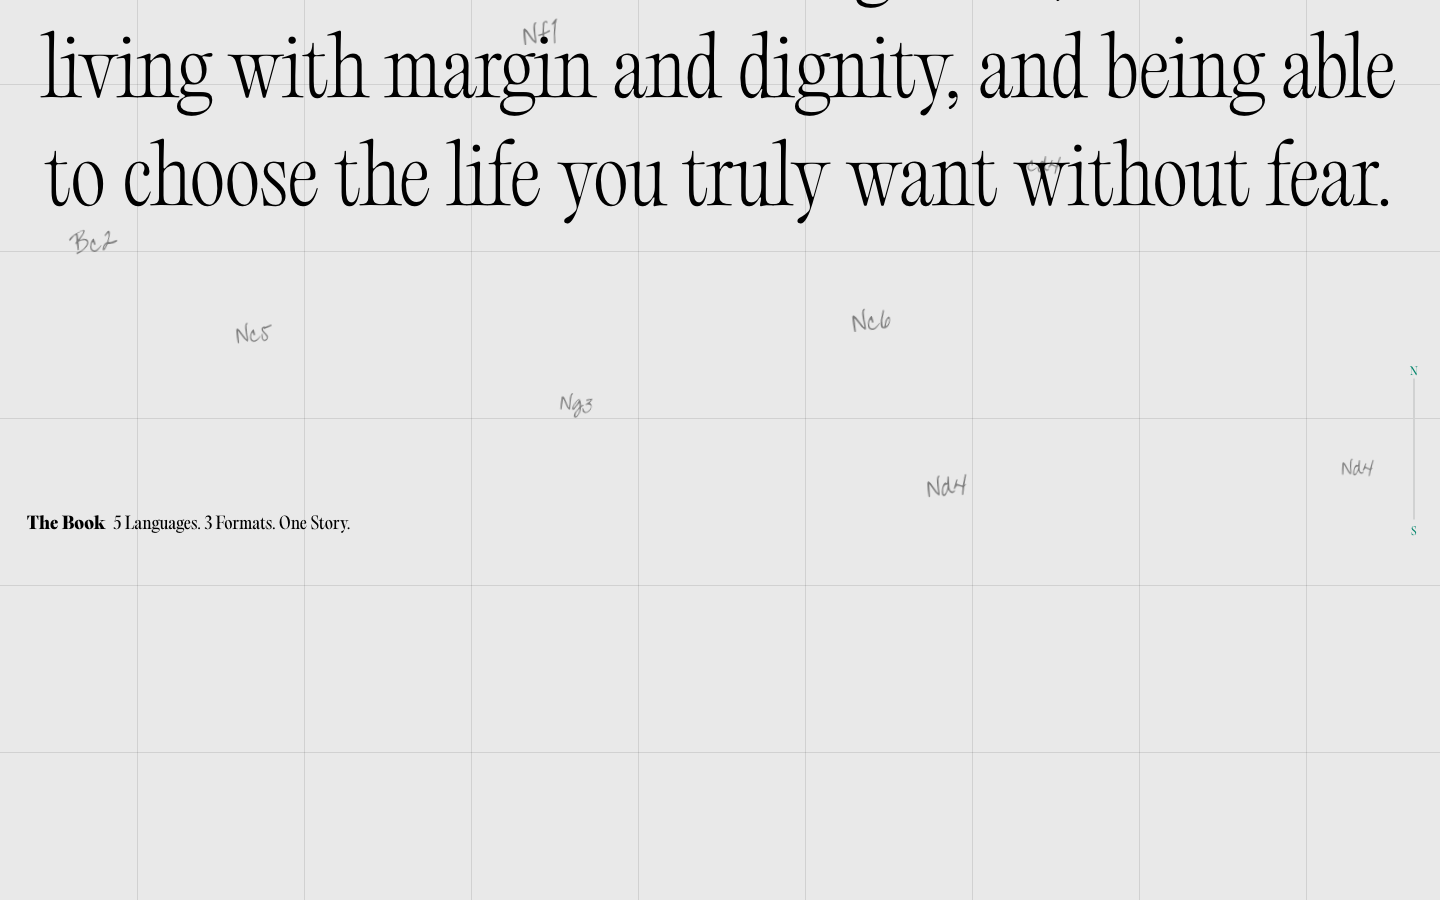 Nf1
living with margin and dignity, and being able
to choose the life you truly want without fear.
Bc2
Nc5
Nc6
N
Ng3
Nd4
Nd4
The Book 5 Languages. 3 Formats. One Story.
S